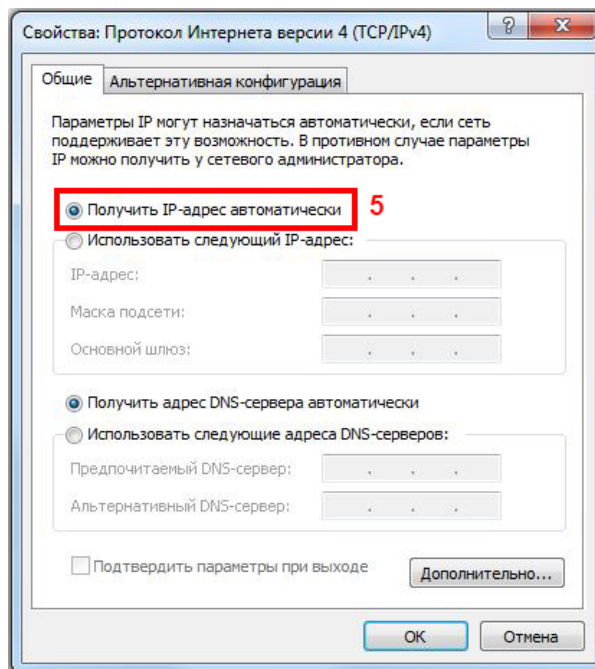 Свойства: Протокол Интернета версии 4 (TCP/IPv4)
Общие
Альтернативная конфигурация
Параметры IP могут назначаться автоматически, если сеть
поддерживает эту возможность. В противном случае параметры
IP можно получить у сетевого администратора.
Получить IP-адрес автоматически
5
Использовать следующий IP-адрес:
IP-адрес:
Маска подсети:
Основной шлюз:
Получить адрес DNS-сервера автоматически
Использовать следующие адреса DNS-серверов:
Предпочитаемый DNS-сервер:
Альтернативный DNS-сервер:
Подтвердить параметры при выходе
Дополнительно...
OK
Отмена